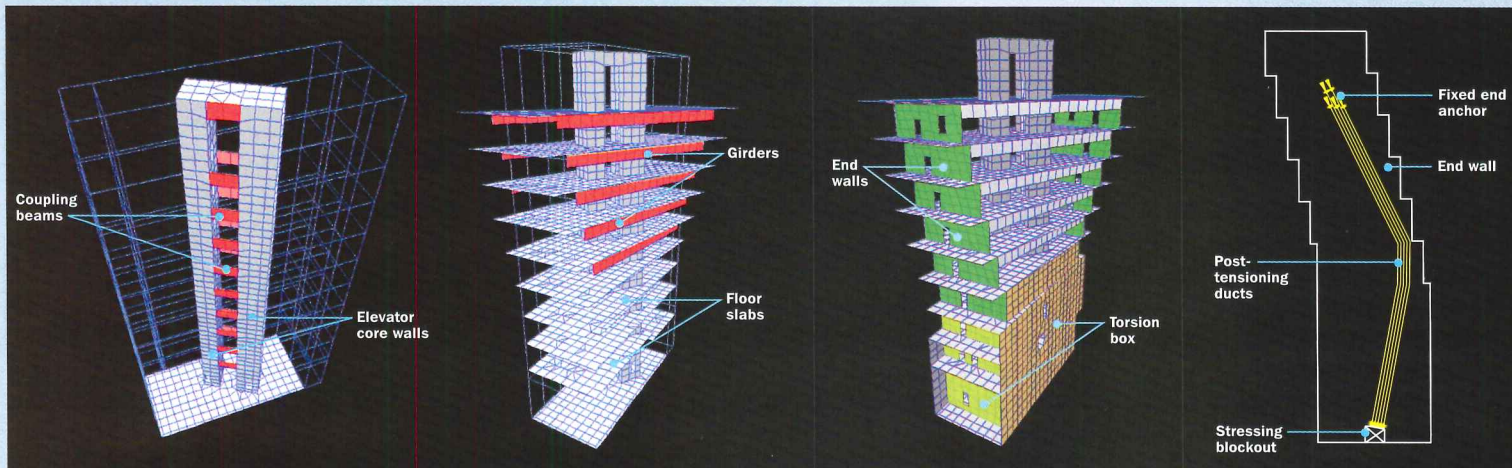 Coupling
beams
Elevator
core walls
Girders
Floor
slabs
End
walls
Torsion
box
Fixed end
anchor
End wall
Post-
tensioning
ducts
Stressing
blockout